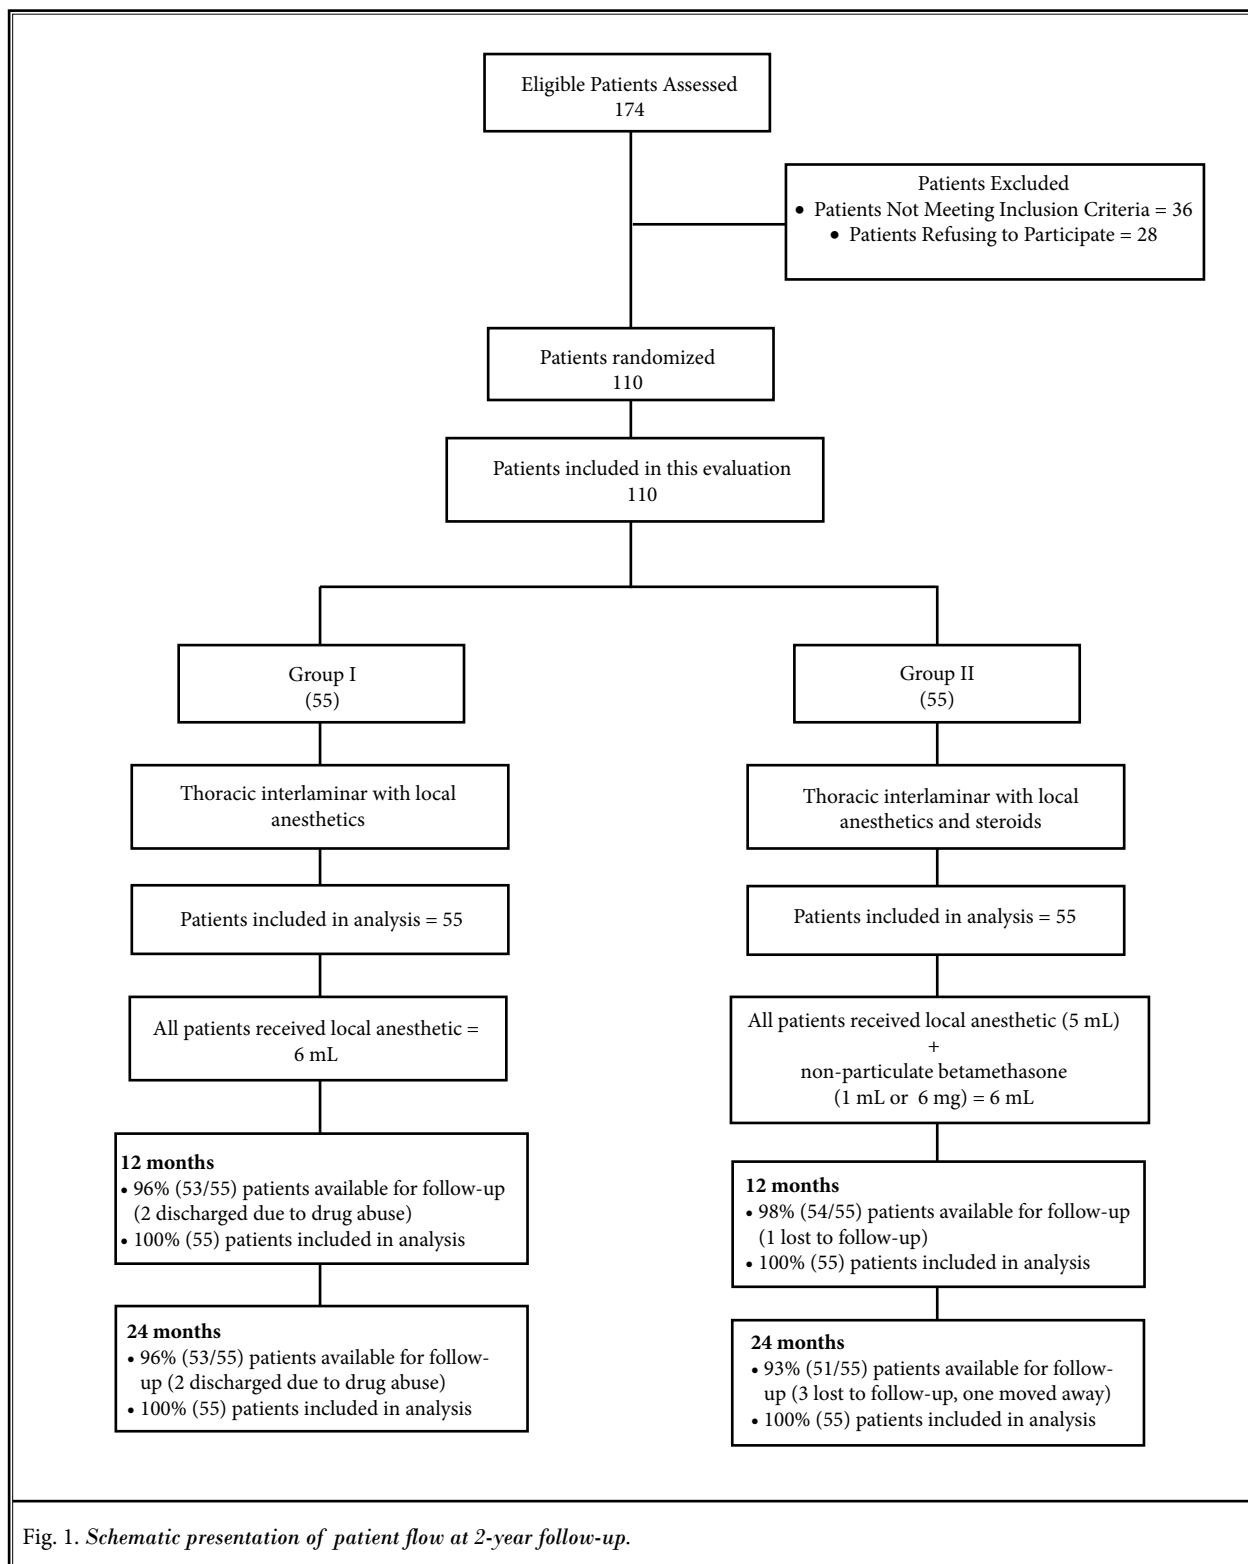 Eligible Patients Assessed
174
Patients Excluded
• Patients Not Meeting Inclusion Criteria = 36
• Patients Refusing to Participate = 28
Patients randomized
110
Patients included in this evaluation
110
Group I
(55)
Group II
(55)
Thoracic interlaminar with local
anesthetics
Thoracic interlaminar with local
anesthetics and steroids
Patients included in analysis = 55
Patients included in analysis = 55
All patients received local anesthetic =
6 mL
All patients received local anesthetic (5 mL)
+
non-particulate betamethasone
(1 mL or 6 mg) = 6 mL
12 months
• 96% (53/55) patients available for follow-up
(2 discharged due to drug abuse)
• 100% (55) patients included in analysis
12 months
• 98% (54/55) patients available for follow-up
(1 lost to follow-up)
• 100% (55) patients included in analysis
24 months
• 96% (53/55) patients available for follow-
up (2 discharged due to drug abuse)
• 100% (55) patients included in analysis
24 months
• 93% (51/55) patients available for follow-
up (3 lost to follow-up, one moved away)
• 100% (55) patients included in analysis
Fig. 1. Schematic presentation of patient flow at 2-year follow-up.